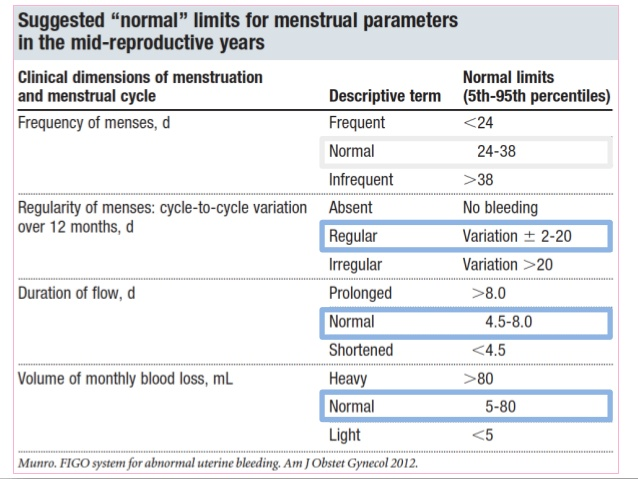 Suggested “normal” limits for menstrual parameters
in the mid-reproductive years
Clinical dimensions of menstruation
and menstrual cycle Descriptive term Normal limits
(5th-95th percentiles)
Frequency of menses, d Frequent <24
Normal 24-38
Infrequent >38
Regularity of menses: cycle-to-cycle variation
over 12 months, d Absent No bleeding
Regular Variation ± 2-20
Irregular Variation >20
Duration of flow, d Prolonged >8.0
Normal 4.5-8.0
Shortened <4.5
Volume of monthly blood loss, mL Heavy >80
Normal 5-80
Light <5
Munro. FIGO system for abnormal uterine bleeding. Am J Obstet Gynecol 2012.